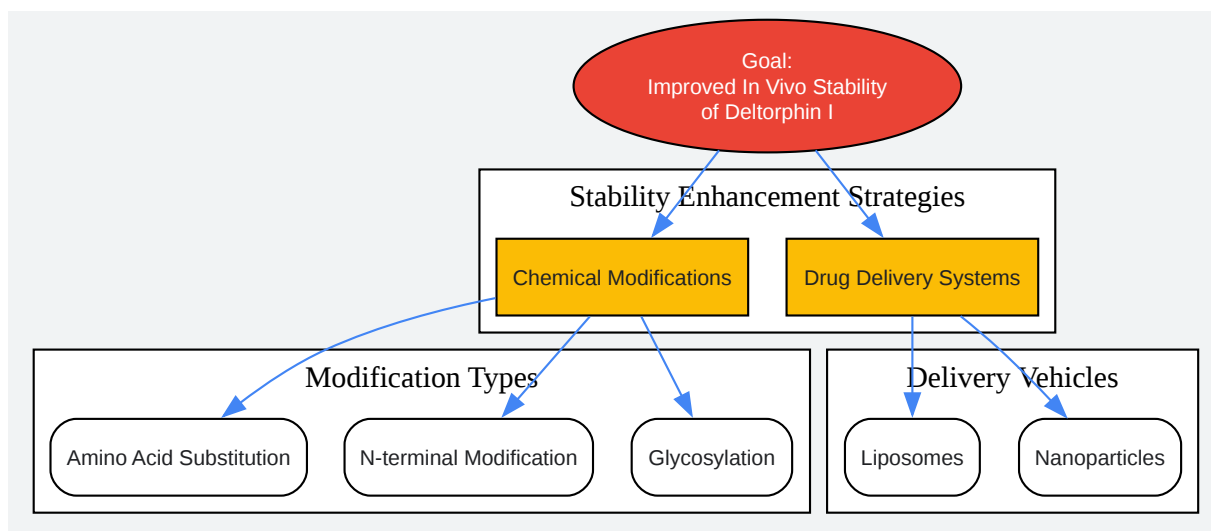 Goal:
Improved In Vivo Stability
of Deltorphin I
Stability Enhancement Strategies
Chemical Modifications
Drug Delivery Systems
Modification Types
Delivery Vehicles
Amino Acid Substitution
N-terminal Modification
Glycosylation
Liposomes
Nanoparticles